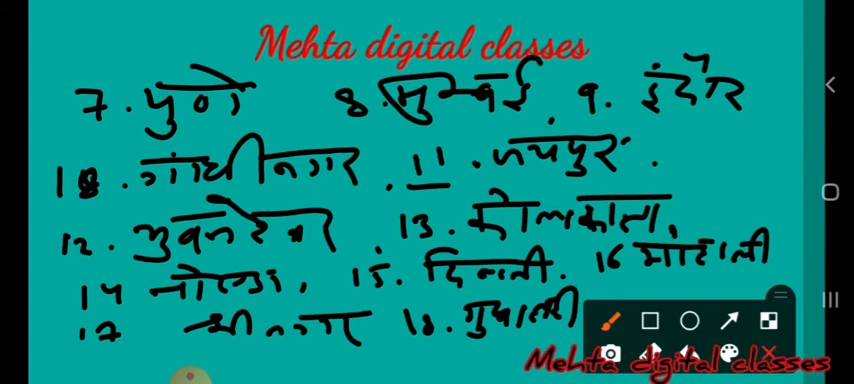 Mehta digital classes
7. पुणे 8. मुम्बई, 9. इंदौर
10. गांधीनगर, 11. जयपुर.
12. भुवनेश्वर, 13. कोलकाता,
14 नोएडा, 15. दिल्ली. 16 मोहाली
17 श्रीनगर 18. गुवाहाटी
Mehta digital classes